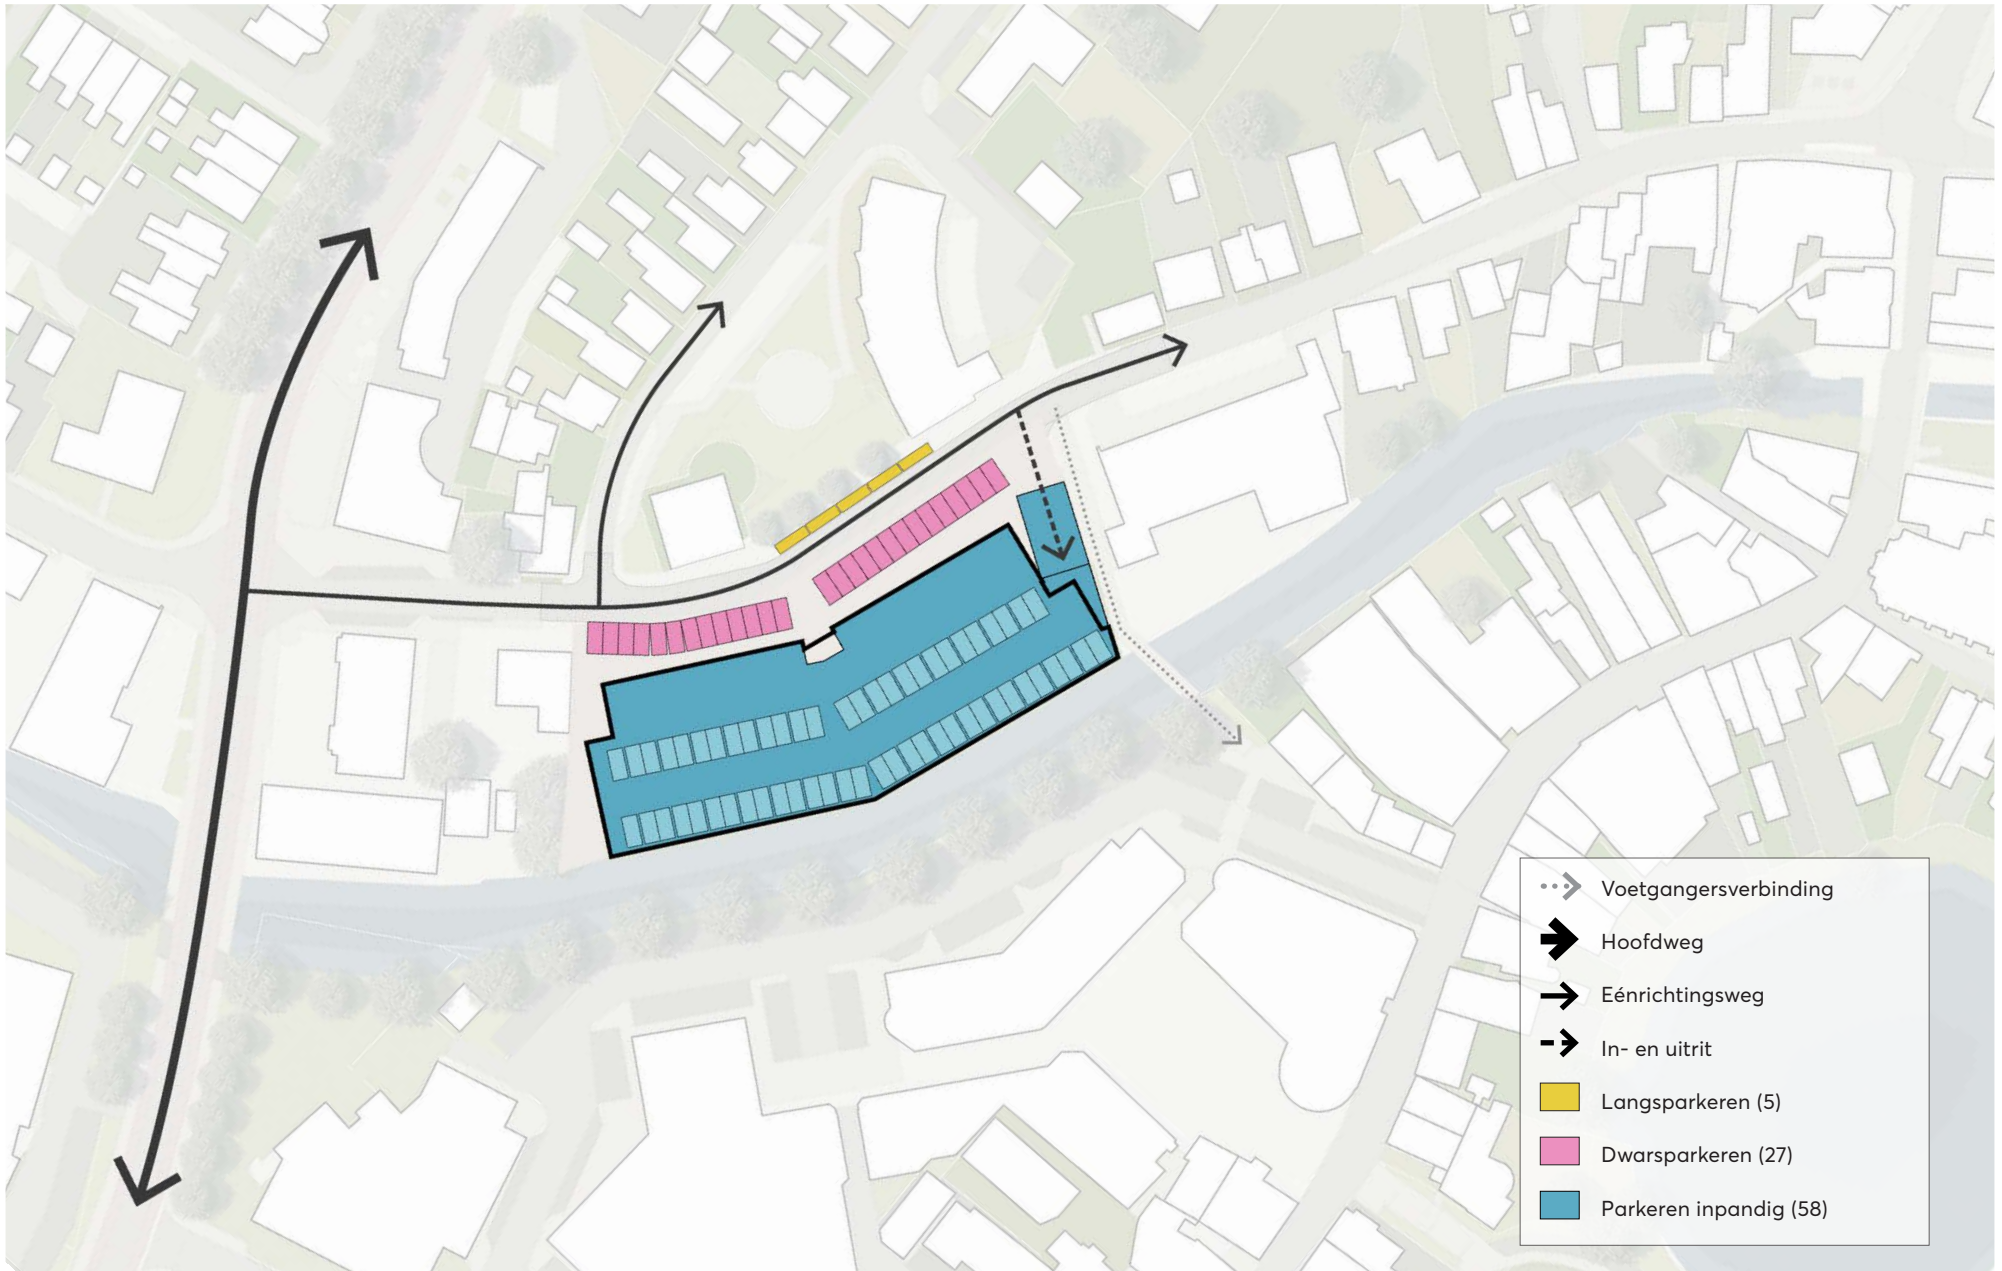 Voetgangersverbinding
Hoofdweg
Eénrichtingsweg
In- en uitrit
Langsparkeren (5)
Dwarsparkeren (27)
Parkeren inpandig (58)